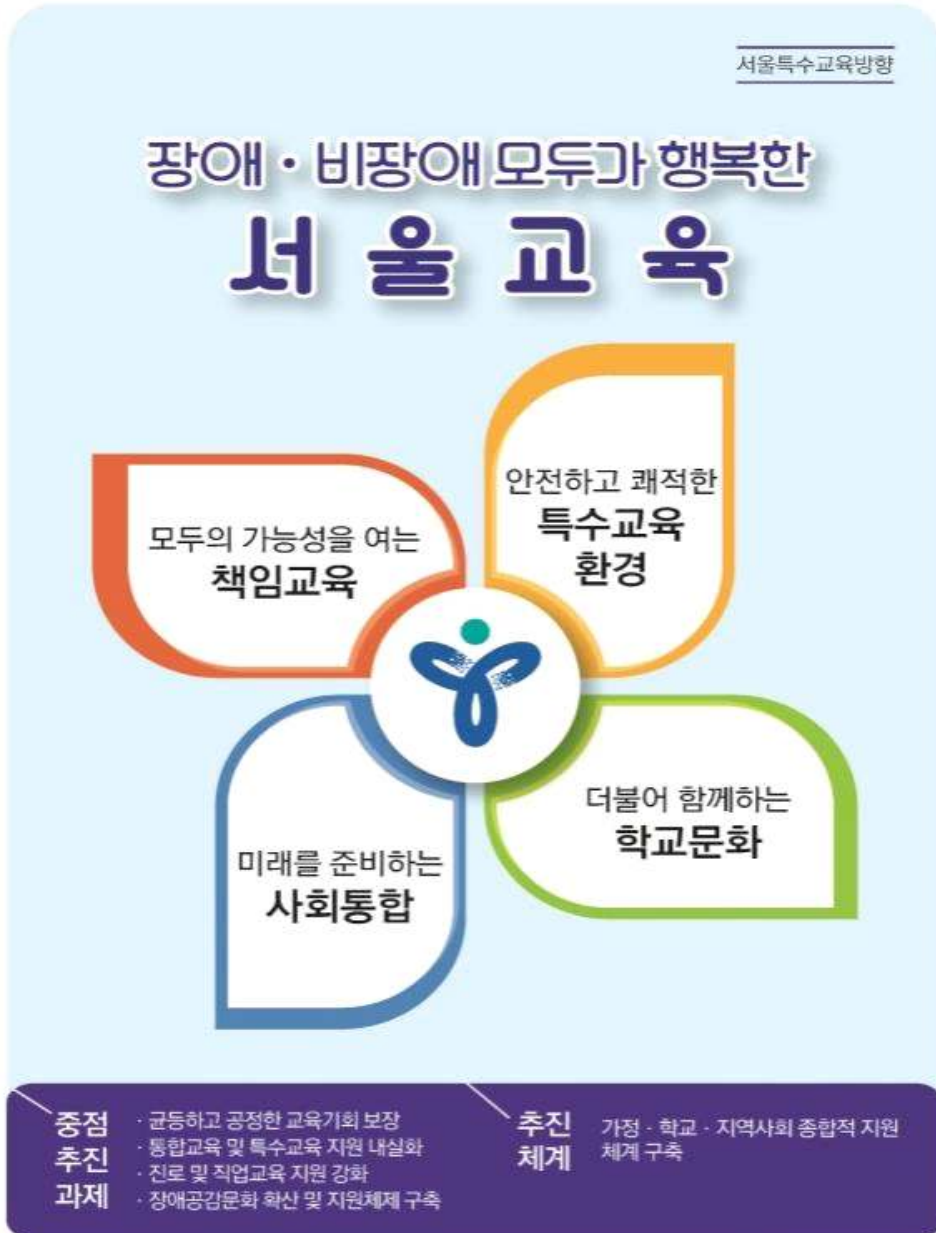 서울특수교육방향
장애·비장애 모두가 행복한
서울교육
모두의 가능성을 여는
책임교육
안전하고 쾌적한
특수교육
환경
미래를 준비하는
사회통합
더불어 함께하는
학교문화
중점
추진
과제
· 균등하고 공정한 교육기회 보장
· 통합교육 및 특수교육 지원 내실화
· 진로 및 직업교육 지원 강화
· 장애공감문화 확산 및 지원체제 구축
추진
체계
가정·학교·지역사회 종합적 지원
체계 구축